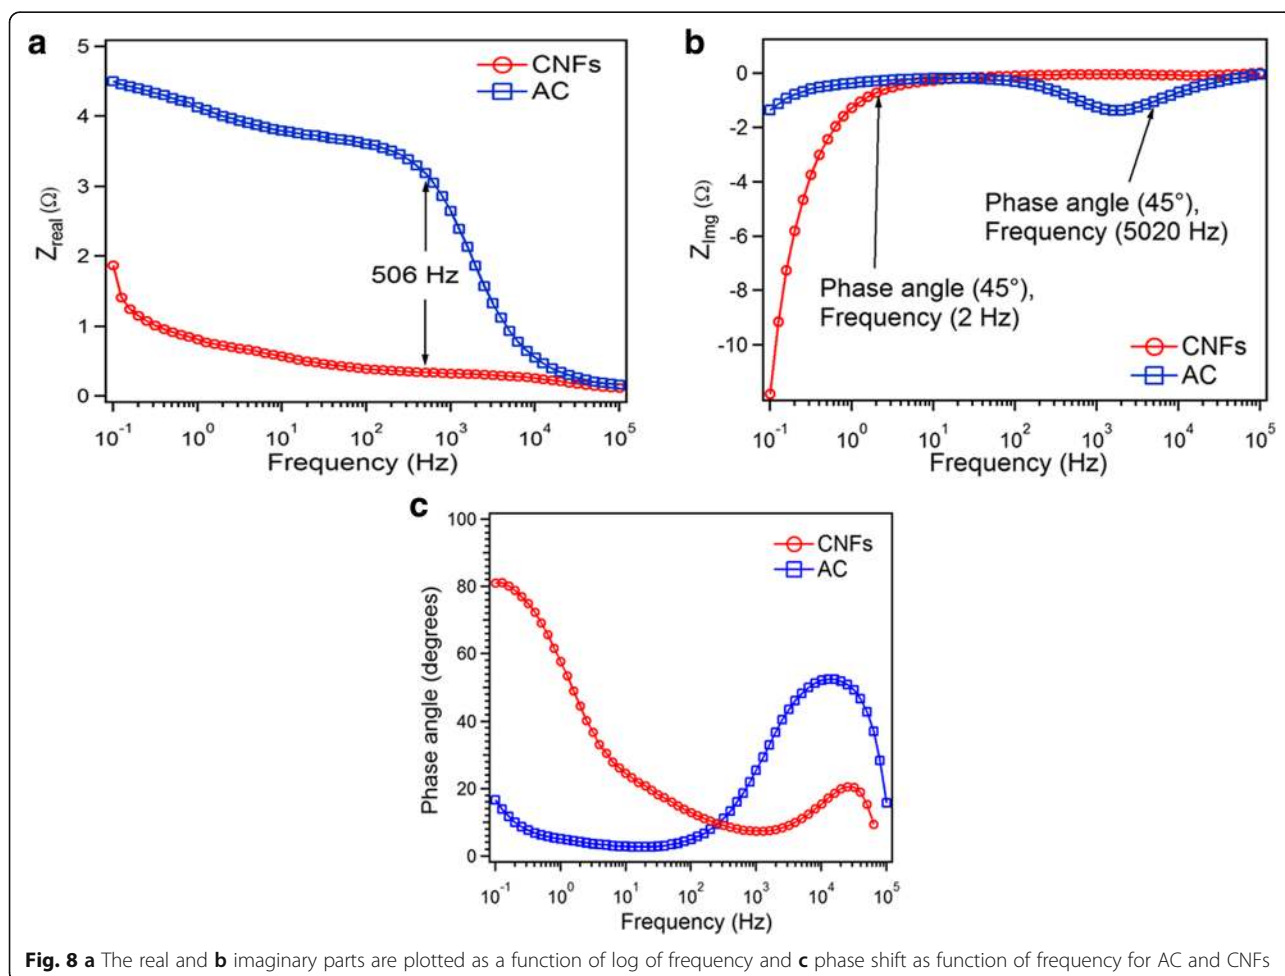 a
5
4
3
2
1
0
Z_real (Ω)
CNFs
AC
506 Hz
10^-1 10^0 10^1 10^2 10^3 10^4 10^5
Frequency (Hz)
b
0
-2
-4
-6
-8
-10
Z_Img (Ω)
Phase angle (45°),
Frequency (5020 Hz)
Phase angle (45°),
Frequency (2 Hz)
CNFs
AC
10^-1 10^0 10^1 10^2 10^3 10^4 10^5
Frequency (Hz)
c
100
80
60
40
20
0
Phase angle (degrees)
CNFs
AC
10^-1 10^0 10^1 10^2 10^3 10^4 10^5
Frequency (Hz)
Fig. 8 a The real and b imaginary parts are plotted as a function of log of frequency and c phase shift as function of frequency for AC and CNFs